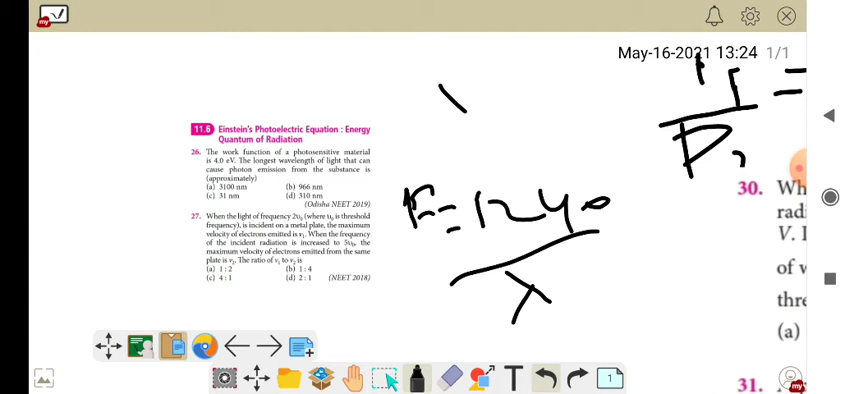 May-16-2021 13:24 1/1
11.6 Einstein's Photoelectric Equation : Energy
Quantum of Radiation
26. The work function of a photosensitive material
is 4.0 eV. The longest wavelength of light that can
cause photon emission from the substance is
(approximately)
(a) 3100 nm (b) 966 nm
(c) 31 nm (d) 310 nm
(Odisha NEET 2019)
27. When the light of frequency 2υ₀ (where υ₀ is threshold
frequency), is incident on a metal plate, the maximum
velocity of electrons emitted is v₁. When the frequency
of the incident radiation is increased to 5υ₀, the
maximum velocity of electrons emitted from the same
plate is v₂. The ratio of v₁ to v₂ is
(a) 1 : 2 (b) 1 : 4
(c) 4 : 1 (d) 2 : 1 (NEET 2018)
E = 1240
λ
30. Wh
radi
V. I
of w
thre
(a)
31.
my
T
1
my